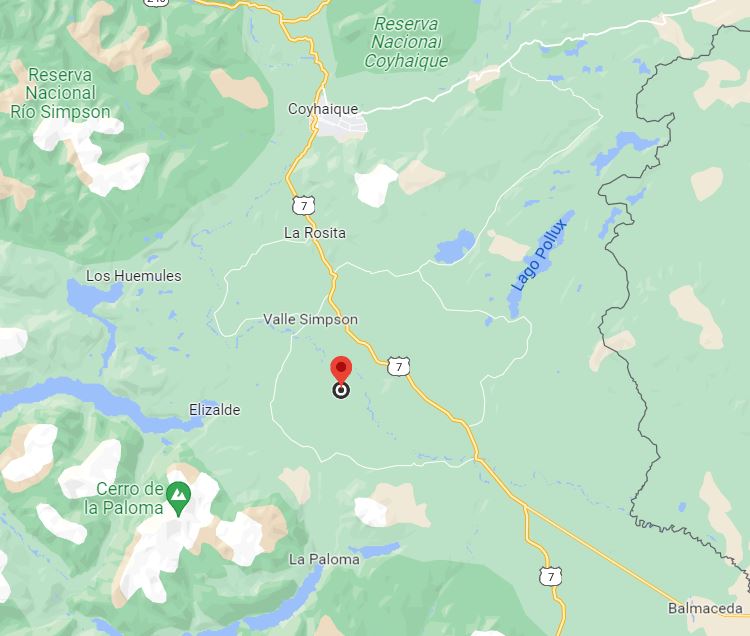 240
Reserva
Nacional
Coyhaique
Reserva
Nacional
Río Simpson
Coyhaique
7
La Rosita
Lago Pollux
Los Huemules
Valle Simpson
7
Elizalde
Cerro de
la Paloma
La Paloma
7
Balmaceda